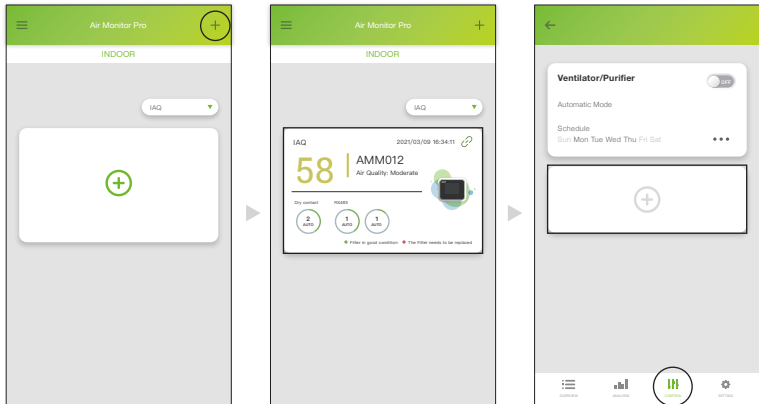 Air Monitor Pro
INDOOR
IAQ
Air Monitor Pro
INDOOR
IAQ
IAQ
2021/03/09 16:34:11
58
AMM012
Air Quality: Moderate
Dry contact
RS485
2
AUTO
1
AUTO
1
AUTO
Filter in good condition
The Filter needs to be replaced
Ventilator/Purifier
OFF
Automatic Mode
Schedule
Sun Mon Tue Wed Thu Fri Sat
OVERVIEW
ANALYSIS
CONTROL
SETTING